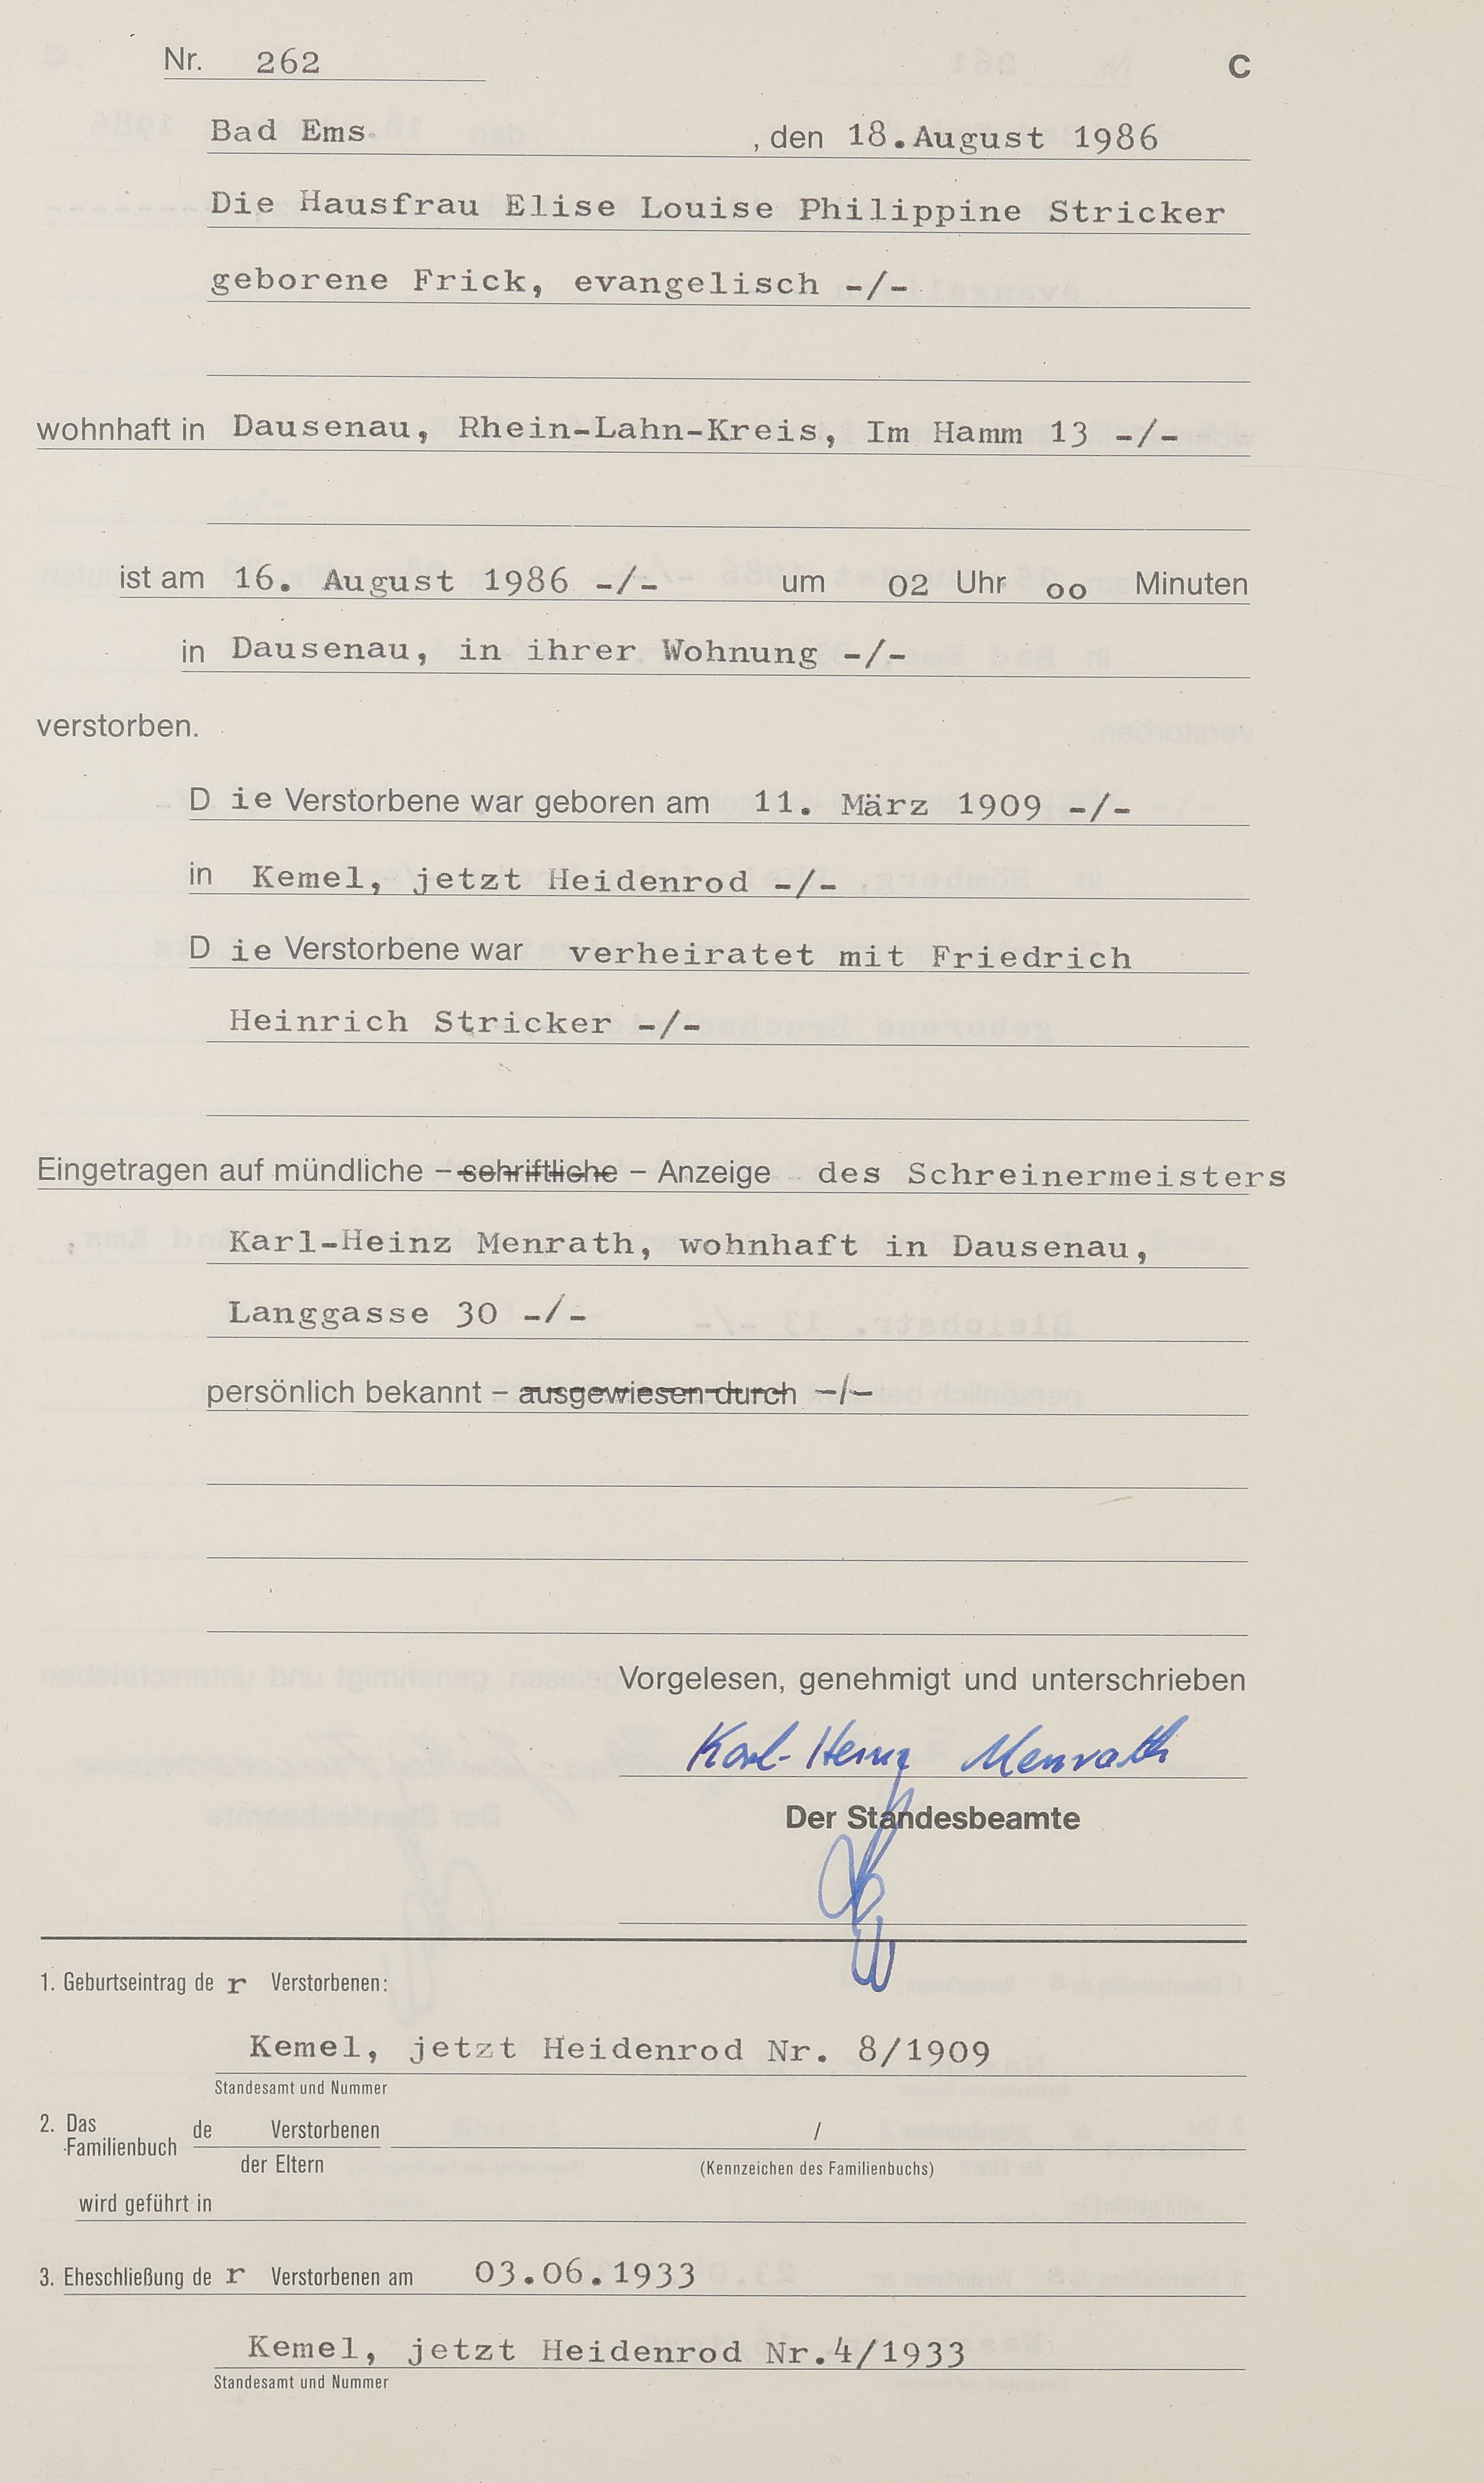 Nr. 262
C
Bad Ems , den 18.August 1986
Die Hausfrau Elise Louise Philippine Stricker
geborene Frick, evangelisch -/-
wohnhaft in Dausenau, Rhein-Lahn-Kreis, Im Hamm 13 -/-
ist am 16. August 1986 -/- um 02 Uhr oo Minuten
in Dausenau, in ihrer Wohnung -/-
verstorben.
D ie Verstorbene war geboren am 11. März 1909 -/-
in Kemel, jetzt Heidenrod -/-
D ie Verstorbene war verheiratet mit Friedrich
Heinrich Stricker -/-
Eingetragen auf mündliche – schriftliche – Anzeige des Schreinermeisters
Karl-Heinz Menrath, wohnhaft in Dausenau,
Langgasse 30 -/-
persönlich bekannt – ausgewiesen durch -/-
Vorgelesen, genehmigt und unterschrieben
Karl-Heinz Menrath
Der Standesbeamte
1. Geburtseintrag de r Verstorbenen:
Kemel, jetzt Heidenrod Nr. 8/1909
Standesamt und Nummer
2. Das Familienbuch de Verstorbenen /
der Eltern (Kennzeichen des Familienbuchs)
wird geführt in
3. Eheschließung de r Verstorbenen am 03.06.1933
Kemel, jetzt Heidenrod Nr.4/1933
Standesamt und Nummer